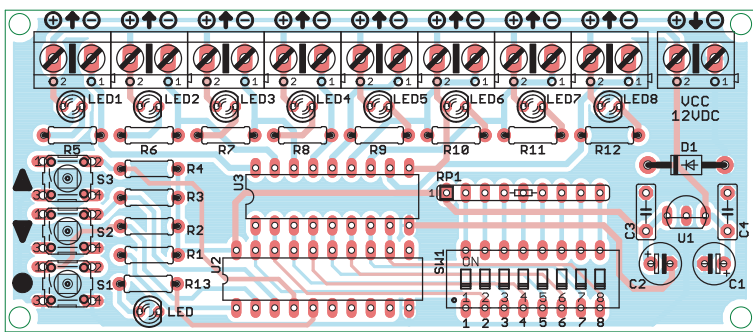 2 1 2 1 2 1 2 1 2 1 2 1 2 1 2 1 2 1
LED1 LED2 LED3 LED4 LED5 LED6 LED7 LED8 VCC
12VDC
R5 R6 R7 R8 R9 R10 R11 R12 D1
S3 R4 U3 RP1
1
R3
S2 R2 C3 U1 C4
R1 U2 SW1 ON
S1 R13 C2 C1
1 2 3 4 5 6 7 8
LED
1 2 3 4 5 6 7 8